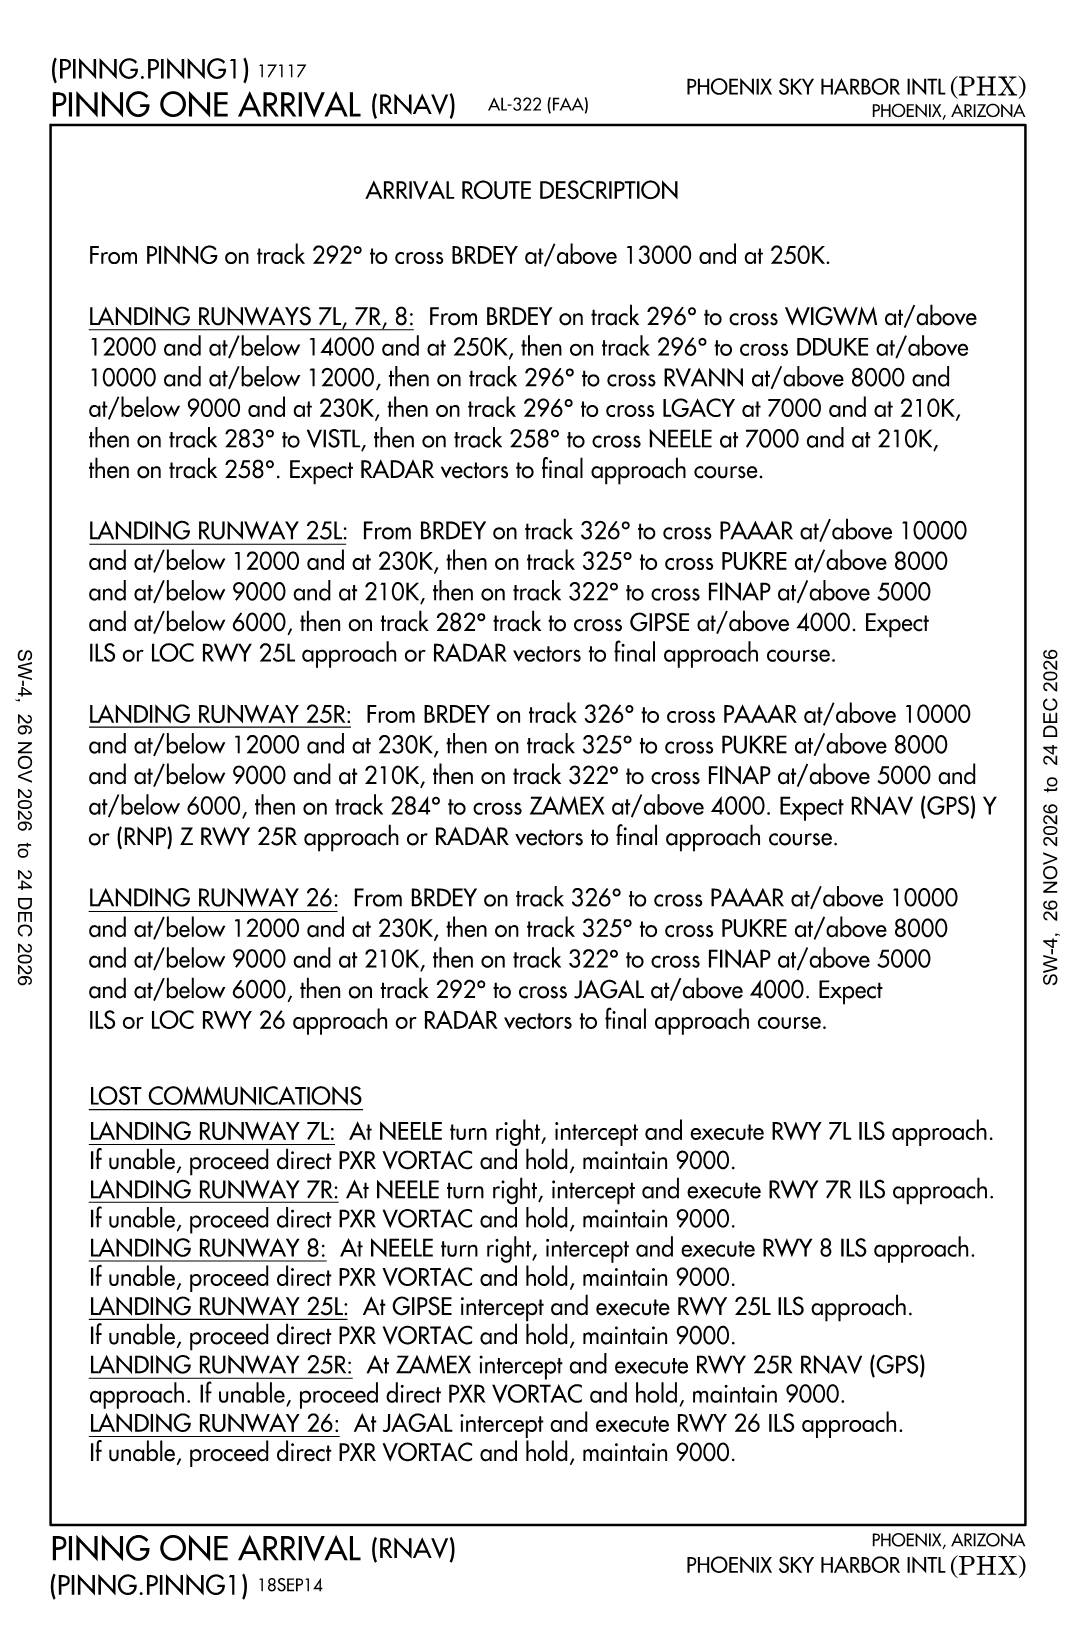 (PINNG.PINNG1) 17117
PINNG ONE ARRIVAL (RNAV) AL-322 (FAA)
PHOENIX SKY HARBOR INTL (PHX)
PHOENIX, ARIZONA
ARRIVAL ROUTE DESCRIPTION
From PINNG on track 292° to cross BRDEY at/above 13000 and at 250K.
LANDING RUNWAYS 7L, 7R, 8: From BRDEY on track 296° to cross WIGWM at/above
12000 and at/below 14000 and at 250K, then on track 296° to cross DDUKE at/above
10000 and at/below 12000, then on track 296° to cross RVANN at/above 8000 and
at/below 9000 and at 230K, then on track 296° to cross LGACY at 7000 and at 210K,
then on track 283° to VISTL, then on track 258° to cross NEELE at 7000 and at 210K,
then on track 258°. Expect RADAR vectors to final approach course.
LANDING RUNWAY 25L: From BRDEY on track 326° to cross PAAAR at/above 10000
and at/below 12000 and at 230K, then on track 325° to cross PUKRE at/above 8000
and at/below 9000 and at 210K, then on track 322° to cross FINAP at/above 5000
and at/below 6000, then on track 282° track to cross GIPSE at/above 4000. Expect
ILS or LOC RWY 25L approach or RADAR vectors to final approach course.
LANDING RUNWAY 25R: From BRDEY on track 326° to cross PAAAR at/above 10000
and at/below 12000 and at 230K, then on track 325° to cross PUKRE at/above 8000
and at/below 9000 and at 210K, then on track 322° to cross FINAP at/above 5000 and
at/below 6000, then on track 284° to cross ZAMEX at/above 4000. Expect RNAV (GPS) Y
or (RNP) Z RWY 25R approach or RADAR vectors to final approach course.
LANDING RUNWAY 26: From BRDEY on track 326° to cross PAAAR at/above 10000
and at/below 12000 and at 230K, then on track 325° to cross PUKRE at/above 8000
and at/below 9000 and at 210K, then on track 322° to cross FINAP at/above 5000
and at/below 6000, then on track 292° to cross JAGAL at/above 4000. Expect
ILS or LOC RWY 26 approach or RADAR vectors to final approach course.
LOST COMMUNICATIONS
LANDING RUNWAY 7L: At NEELE turn right, intercept and execute RWY 7L ILS approach.
If unable, proceed direct PXR VORTAC and hold, maintain 9000.
LANDING RUNWAY 7R: At NEELE turn right, intercept and execute RWY 7R ILS approach.
If unable, proceed direct PXR VORTAC and hold, maintain 9000.
LANDING RUNWAY 8: At NEELE turn right, intercept and execute RWY 8 ILS approach.
If unable, proceed direct PXR VORTAC and hold, maintain 9000.
LANDING RUNWAY 25L: At GIPSE intercept and execute RWY 25L ILS approach.
If unable, proceed direct PXR VORTAC and hold, maintain 9000.
LANDING RUNWAY 25R: At ZAMEX intercept and execute RWY 25R RNAV (GPS)
approach. If unable, proceed direct PXR VORTAC and hold, maintain 9000.
LANDING RUNWAY 26: At JAGAL intercept and execute RWY 26 ILS approach.
If unable, proceed direct PXR VORTAC and hold, maintain 9000.
SW-4, 26 NOV 2026 to 24 DEC 2026
SW-4, 26 NOV 2026 to 24 DEC 2026
PINNG ONE ARRIVAL (RNAV)
(PINNG.PINNG1) 18SEP14
PHOENIX, ARIZONA
PHOENIX SKY HARBOR INTL (PHX)